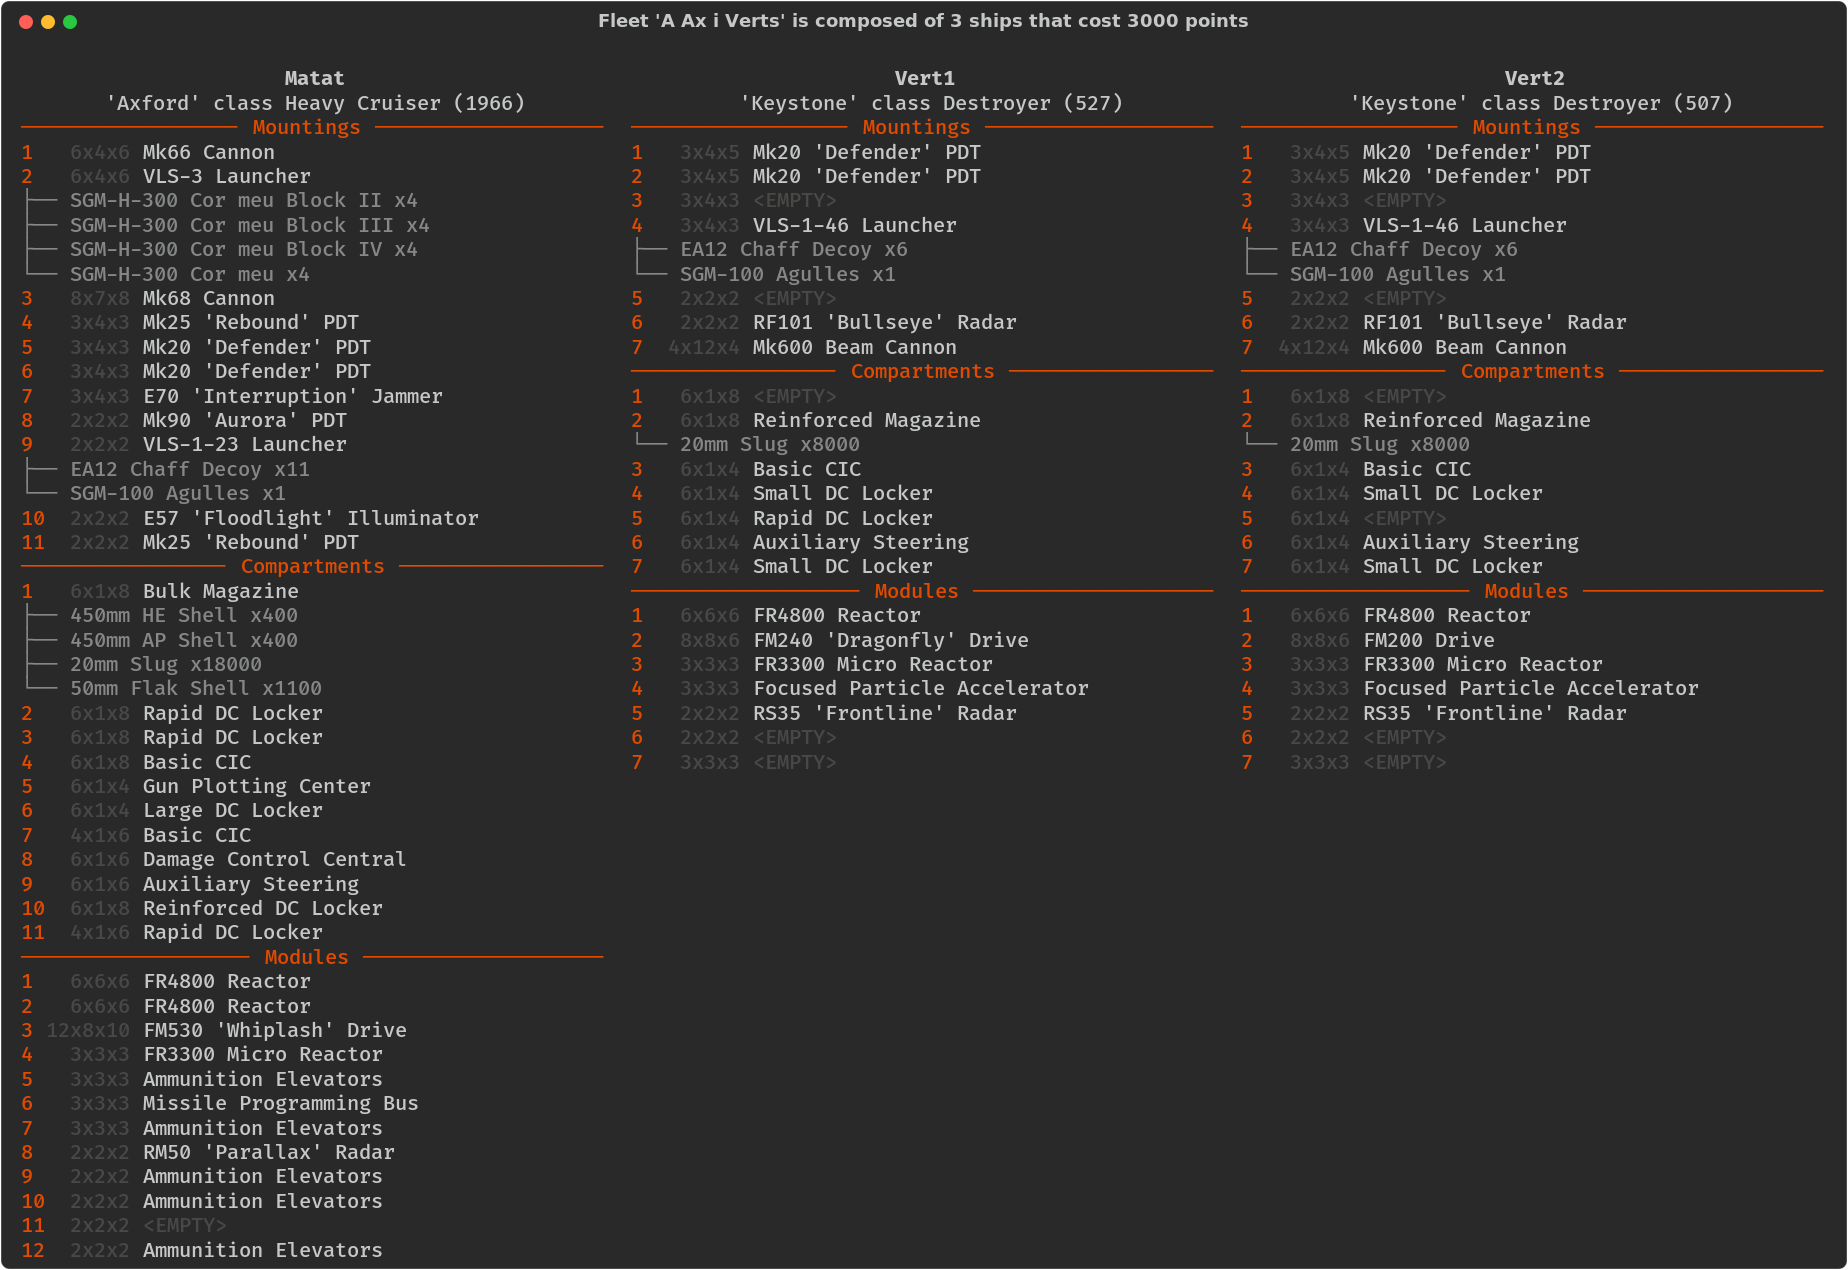 Fleet 'A Ax i Verts' is composed of 3 ships that cost 3000 points
Matat
'Axford' class Heavy Cruiser (1966)
Mountings
1 6x4x6 Mk66 Cannon
2 6x4x6 VLS-3 Launcher
SGM-H-300 Cor meu Block II x4
SGM-H-300 Cor meu Block III x4
SGM-H-300 Cor meu Block IV x4
SGM-H-300 Cor meu x4
3 8x7x8 Mk68 Cannon
4 3x4x3 Mk25 'Rebound' PDT
5 3x4x3 Mk20 'Defender' PDT
6 3x4x3 Mk20 'Defender' PDT
7 3x4x3 E70 'Interruption' Jammer
8 2x2x2 Mk90 'Aurora' PDT
9 2x2x2 VLS-1-23 Launcher
EA12 Chaff Decoy x11
SGM-100 Agulles x1
10 2x2x2 E57 'Floodlight' Illuminator
11 2x2x2 Mk25 'Rebound' PDT
Compartments
1 6x1x8 Bulk Magazine
450mm HE Shell x400
450mm AP Shell x400
20mm Slug x18000
50mm Flak Shell x1100
2 6x1x8 Rapid DC Locker
3 6x1x8 Rapid DC Locker
4 6x1x8 Basic CIC
5 6x1x4 Gun Plotting Center
6 6x1x4 Large DC Locker
7 4x1x6 Basic CIC
8 6x1x6 Damage Control Central
9 6x1x6 Auxiliary Steering
10 6x1x8 Reinforced DC Locker
11 4x1x6 Rapid DC Locker
Modules
1 6x6x6 FR4800 Reactor
2 6x6x6 FR4800 Reactor
3 12x8x10 FM530 'Whiplash' Drive
4 3x3x3 FR3300 Micro Reactor
5 3x3x3 Ammunition Elevators
6 3x3x3 Missile Programming Bus
7 3x3x3 Ammunition Elevators
8 2x2x2 RM50 'Parallax' Radar
9 2x2x2 Ammunition Elevators
10 2x2x2 Ammunition Elevators
11 2x2x2 <EMPTY>
12 2x2x2 Ammunition Elevators
Vert1
'Keystone' class Destroyer (527)
Mountings
1 3x4x5 Mk20 'Defender' PDT
2 3x4x5 Mk20 'Defender' PDT
3 3x4x3 <EMPTY>
4 3x4x3 VLS-1-46 Launcher
EA12 Chaff Decoy x6
SGM-100 Agulles x1
5 2x2x2 <EMPTY>
6 2x2x2 RF101 'Bullseye' Radar
7 4x12x4 Mk600 Beam Cannon
Compartments
1 6x1x8 <EMPTY>
2 6x1x8 Reinforced Magazine
20mm Slug x8000
3 6x1x4 Basic CIC
4 6x1x4 Small DC Locker
5 6x1x4 Rapid DC Locker
6 6x1x4 Auxiliary Steering
7 6x1x4 Small DC Locker
Modules
1 6x6x6 FR4800 Reactor
2 8x8x6 FM240 'Dragonfly' Drive
3 3x3x3 FR3300 Micro Reactor
4 3x3x3 Focused Particle Accelerator
5 2x2x2 RS35 'Frontline' Radar
6 2x2x2 <EMPTY>
7 3x3x3 <EMPTY>
Vert2
'Keystone' class Destroyer (507)
Mountings
1 3x4x5 Mk20 'Defender' PDT
2 3x4x5 Mk20 'Defender' PDT
3 3x4x3 <EMPTY>
4 3x4x3 VLS-1-46 Launcher
EA12 Chaff Decoy x6
SGM-100 Agulles x1
5 2x2x2 <EMPTY>
6 2x2x2 RF101 'Bullseye' Radar
7 4x12x4 Mk600 Beam Cannon
Compartments
1 6x1x8 <EMPTY>
2 6x1x8 Reinforced Magazine
20mm Slug x8000
3 6x1x4 Basic CIC
4 6x1x4 Small DC Locker
5 6x1x4 <EMPTY>
6 6x1x4 Auxiliary Steering
7 6x1x4 Small DC Locker
Modules
1 6x6x6 FR4800 Reactor
2 8x8x6 FM200 Drive
3 3x3x3 FR3300 Micro Reactor
4 3x3x3 Focused Particle Accelerator
5 2x2x2 RS35 'Frontline' Radar
6 2x2x2 <EMPTY>
7 3x3x3 <EMPTY>